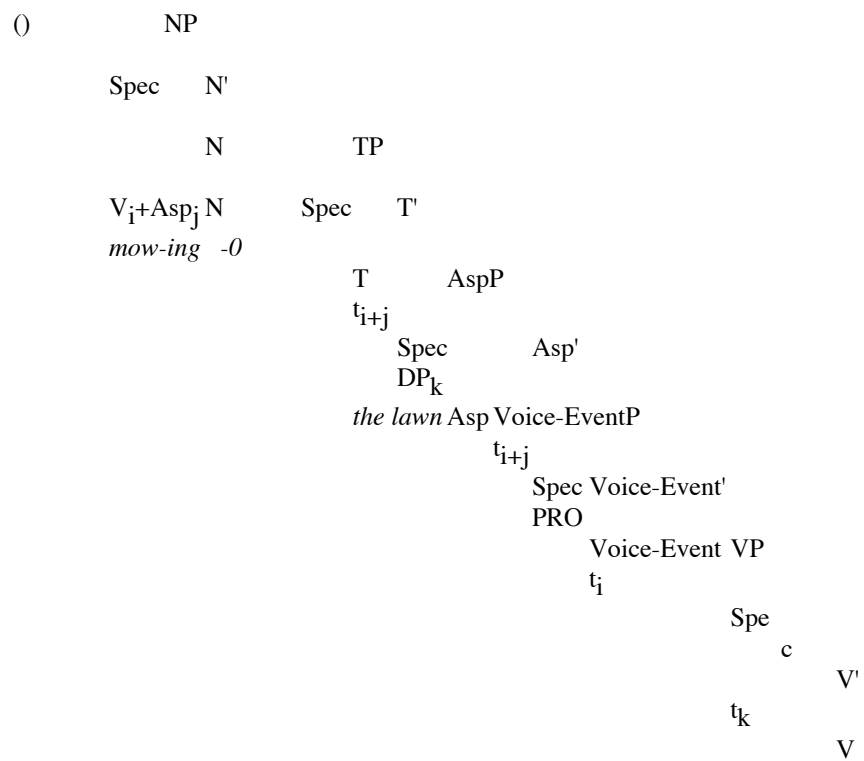 () NP
Spec N'
N TP
Vi+Aspj N Spec T'
mow-ing -0
T AspP
ti+j
Spec Asp'
DPk
the lawn Asp Voice-EventP
ti+j
Spec Voice-Event'
PRO
Voice-Event VP
ti
Spe
c
V'
tk
V